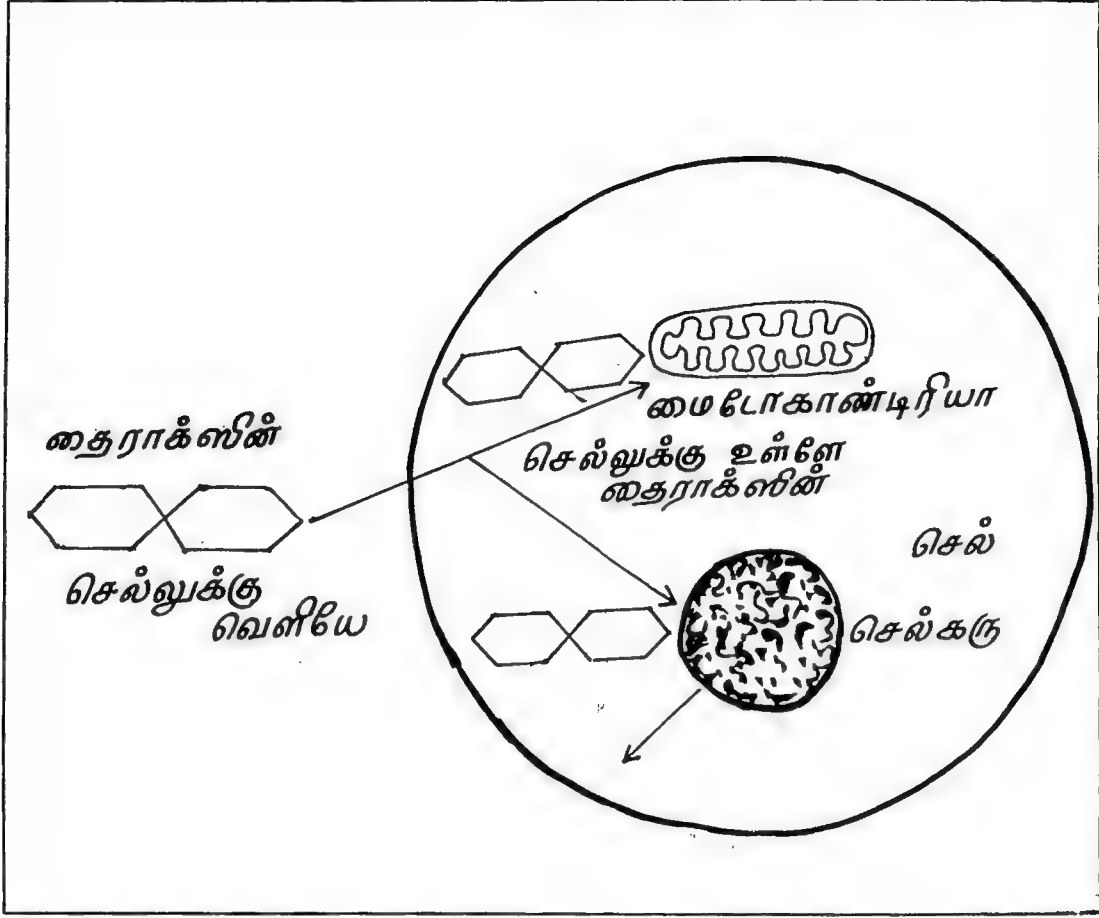 தைராக்ஸின்
செல்லுக்கு
வெளியே
மைடோகாண்டிரியா
செல்லுக்கு உள்ளே
தைராக்ஸின்
செல்
செல்கரு